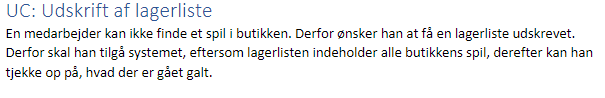 UC: Udskrift af lagerliste
En medarbejder kan ikke finde et spil i butikken. Derfor ønsker han at få en lagerliste udskrevet.
Derfor skal han tilgå systemet, eftersom lagerlisten indeholder alle butikkens spil, derefter kan han
tjekke op på, hvad der er gået galt.